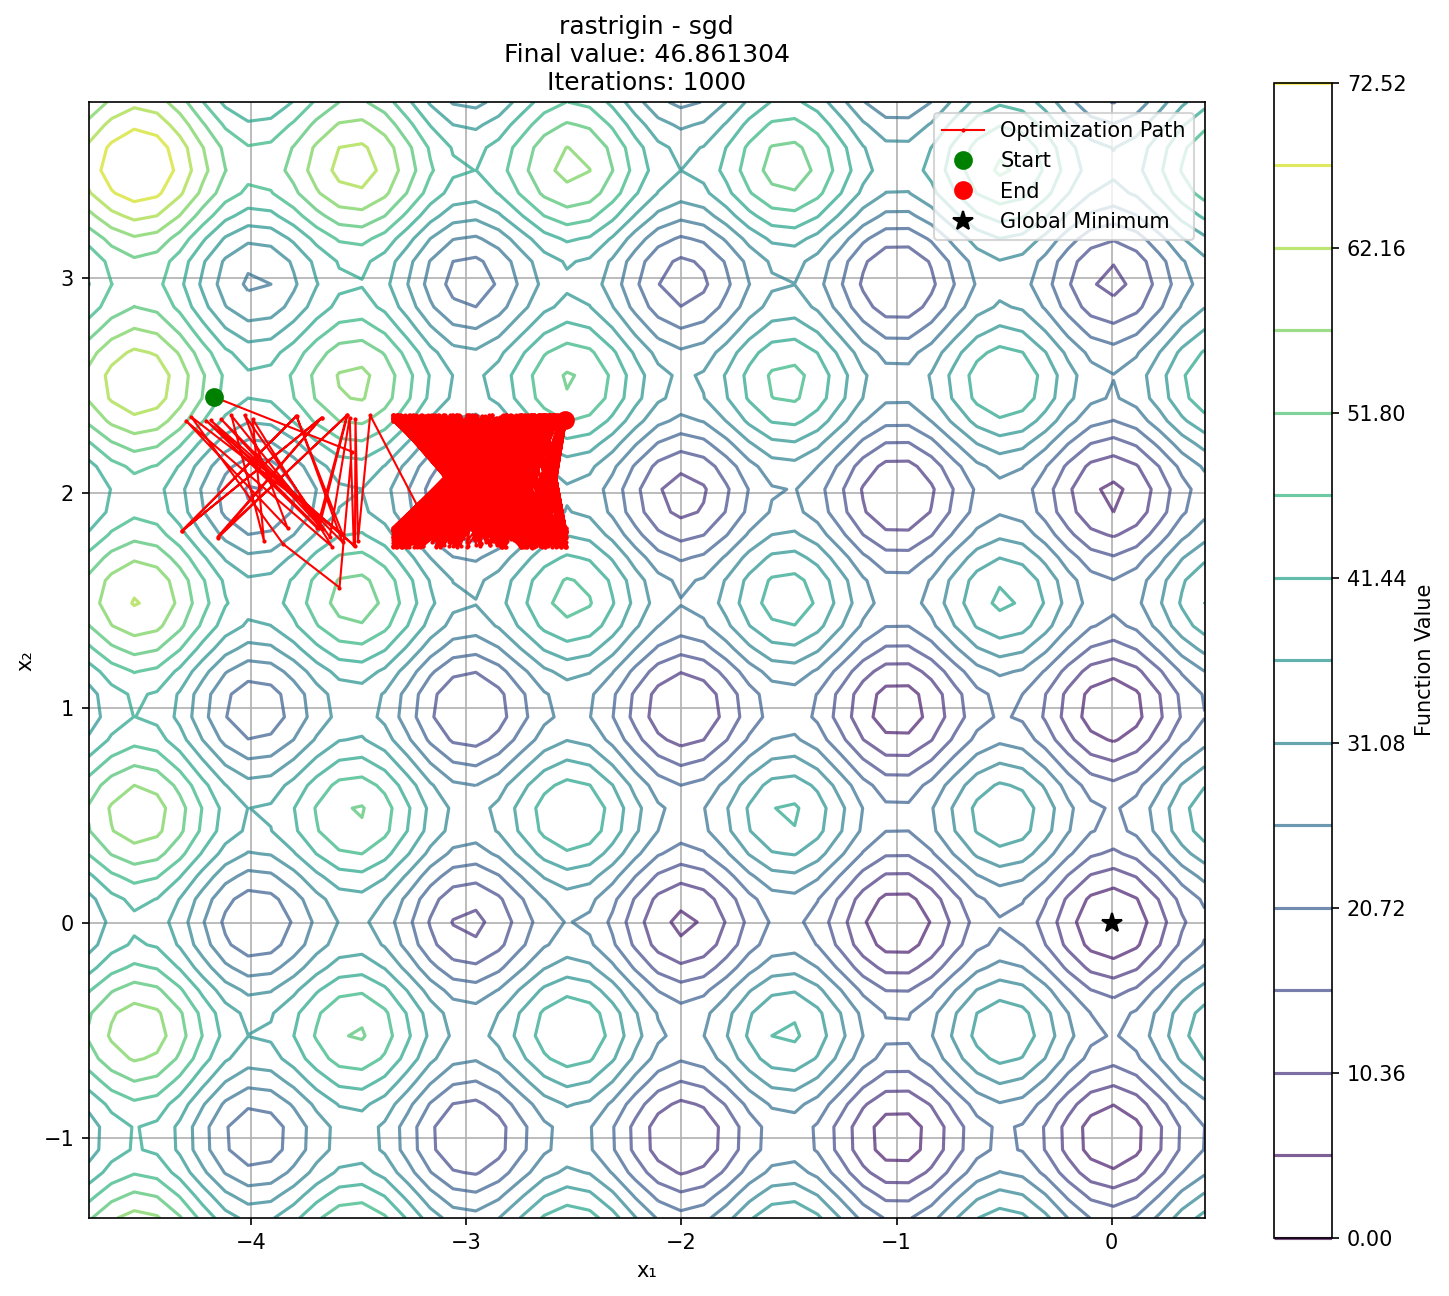 rastrigin - sgd
Final value: 46.861304
Iterations: 1000
Optimization Path
Start
End
Global Minimum
3
2
1
0
−1
x₂
−4
−3
−2
−1
0
x₁
72.52
62.16
51.80
41.44
31.08
20.72
10.36
0.00
Function Value